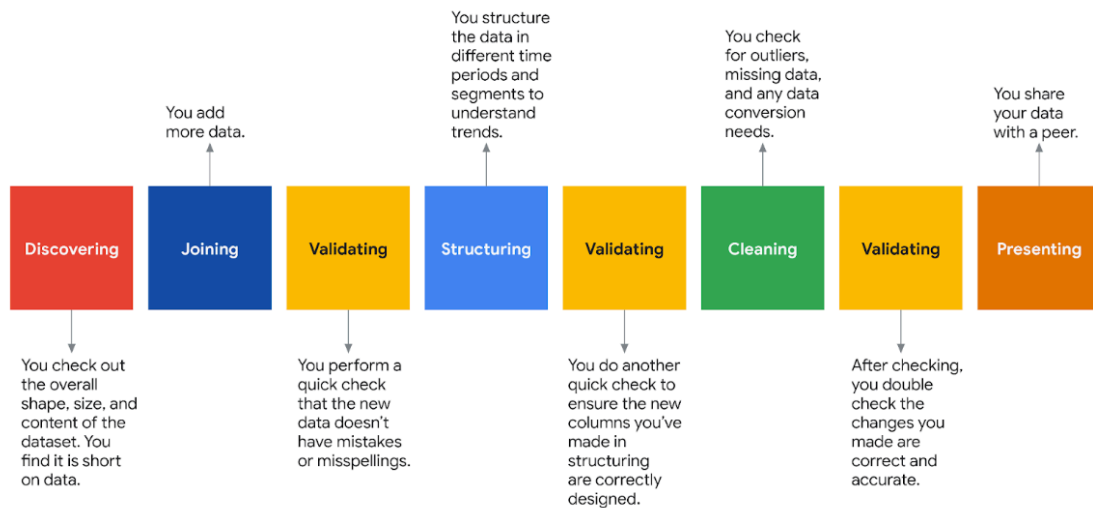 You structure
the data in
different time
periods and
segments to
understand
trends.
You check
for outliers,
missing data,
and any data
conversion
needs.
You add
more data.
You share
your data
with a peer.
Discovering
Joining
Validating
Structuring
Validating
Cleaning
Validating
Presenting
You check out
the overall
shape, size, and
content of the
dataset. You
find it is short
on data.
You perform a
quick check
that the new
data doesn’t
have mistakes
or misspellings.
You do another
quick check to
ensure the new
columns you’ve
made in
structuring
are correctly
designed.
After checking,
you double
check the
changes you
made are
correct and
accurate.